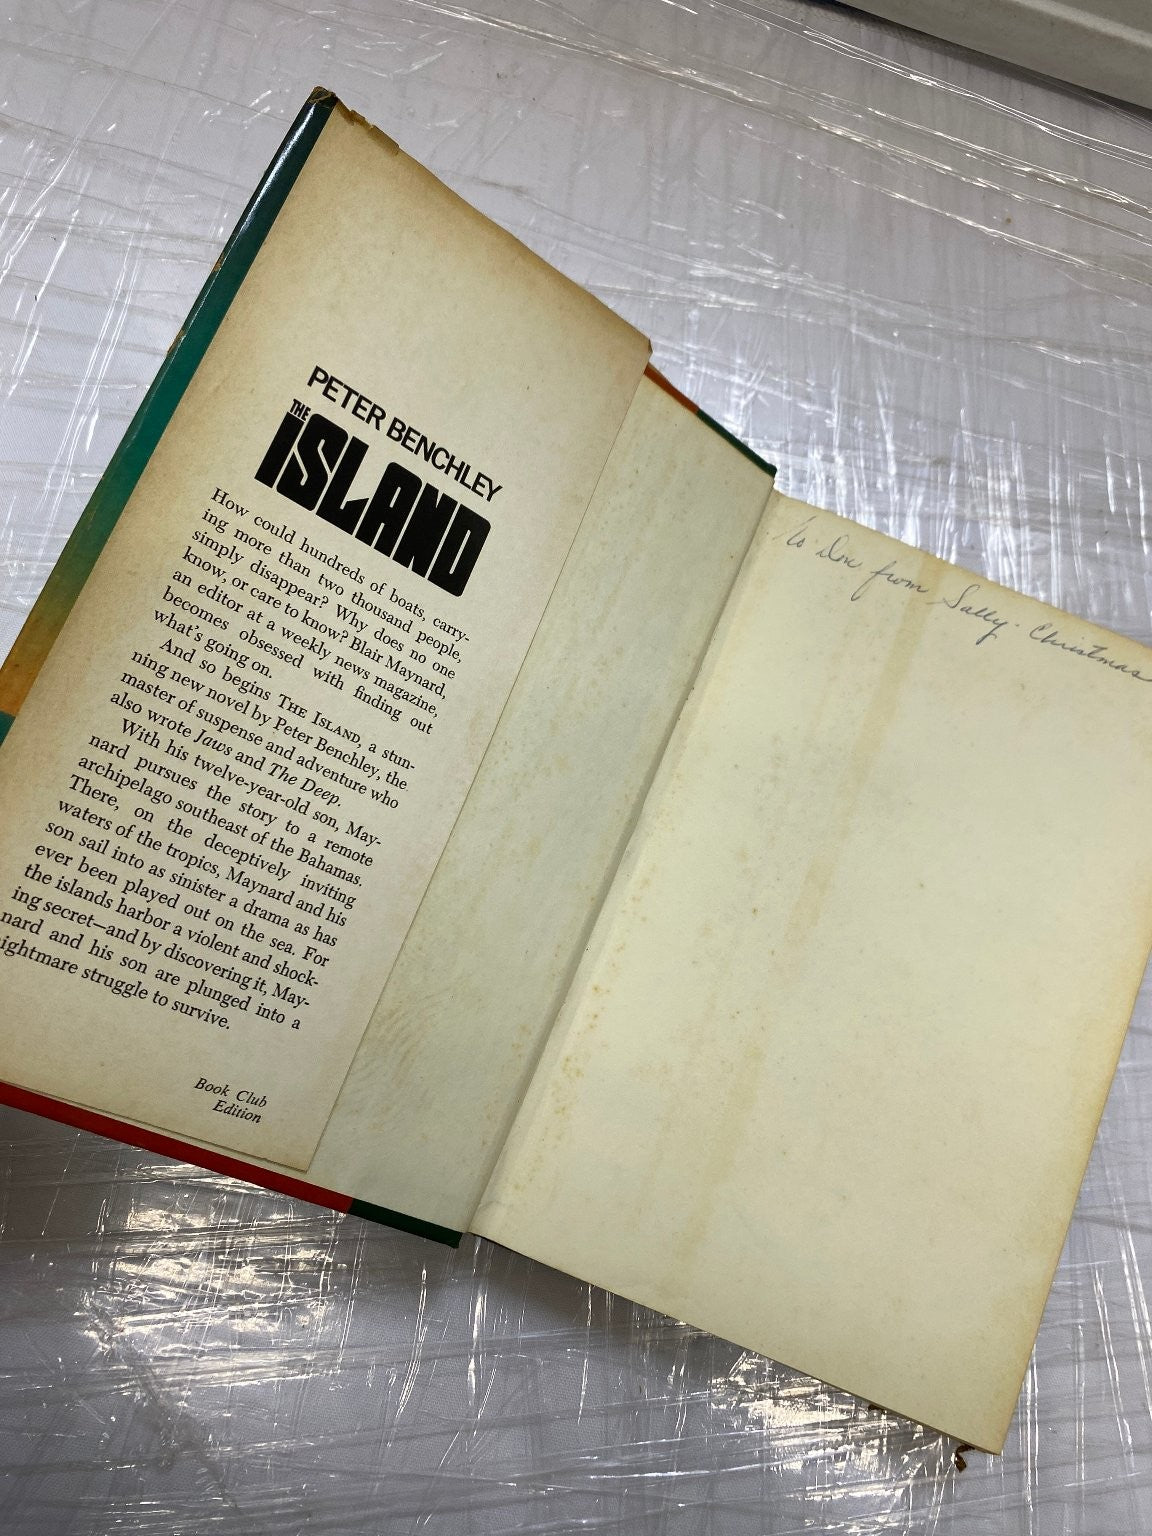 PETER BENCHLEY
THE
ISLAND
How could hundreds of boats, carry-
ing more than two thousand people,
simply disappear? Why does no one
know, or care to know? Blair Maynard,
an editor at a weekly news magazine,
becomes obsessed with finding out
what's going on.
And so begins THE ISLAND, a stun-
ning new novel by Peter Benchley, the
master of suspense and adventure who
also wrote Jaws and The Deep.
With his twelve-year-old son, May-
nard pursues the story to a remote
archipelago southeast of the Bahamas.
There, on the deceptively inviting
waters of the tropics, Maynard and his
son sail into as sinister a drama as has
ever been played out on the sea. For
the islands harbor a violent and shock-
ing secret—and by discovering it, May-
nard and his son are plunged into a
ightmare struggle to survive.
Book Club
Edition
To Don from Sally. Christmas